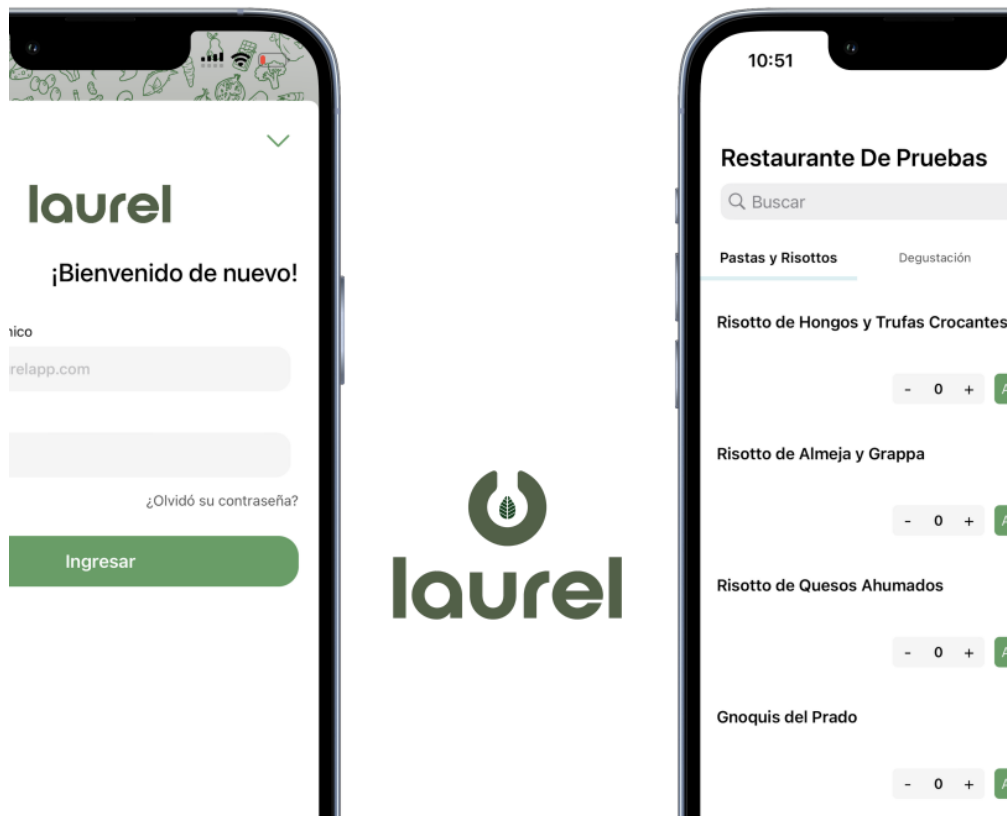 laurel
¡Bienvenido de nuevo!
relapp.com
¿Olvidó su contraseña?
Ingresar
laurel
10:51
Restaurante De Pruebas
Buscar
Pastas y Risottos
Degustación
Risotto de Hongos y Trufas Crocantes
- 0 +
Risotto de Almeja y Grappa
- 0 +
Risotto de Quesos Ahumados
- 0 +
Gnoquis del Prado
- 0 +